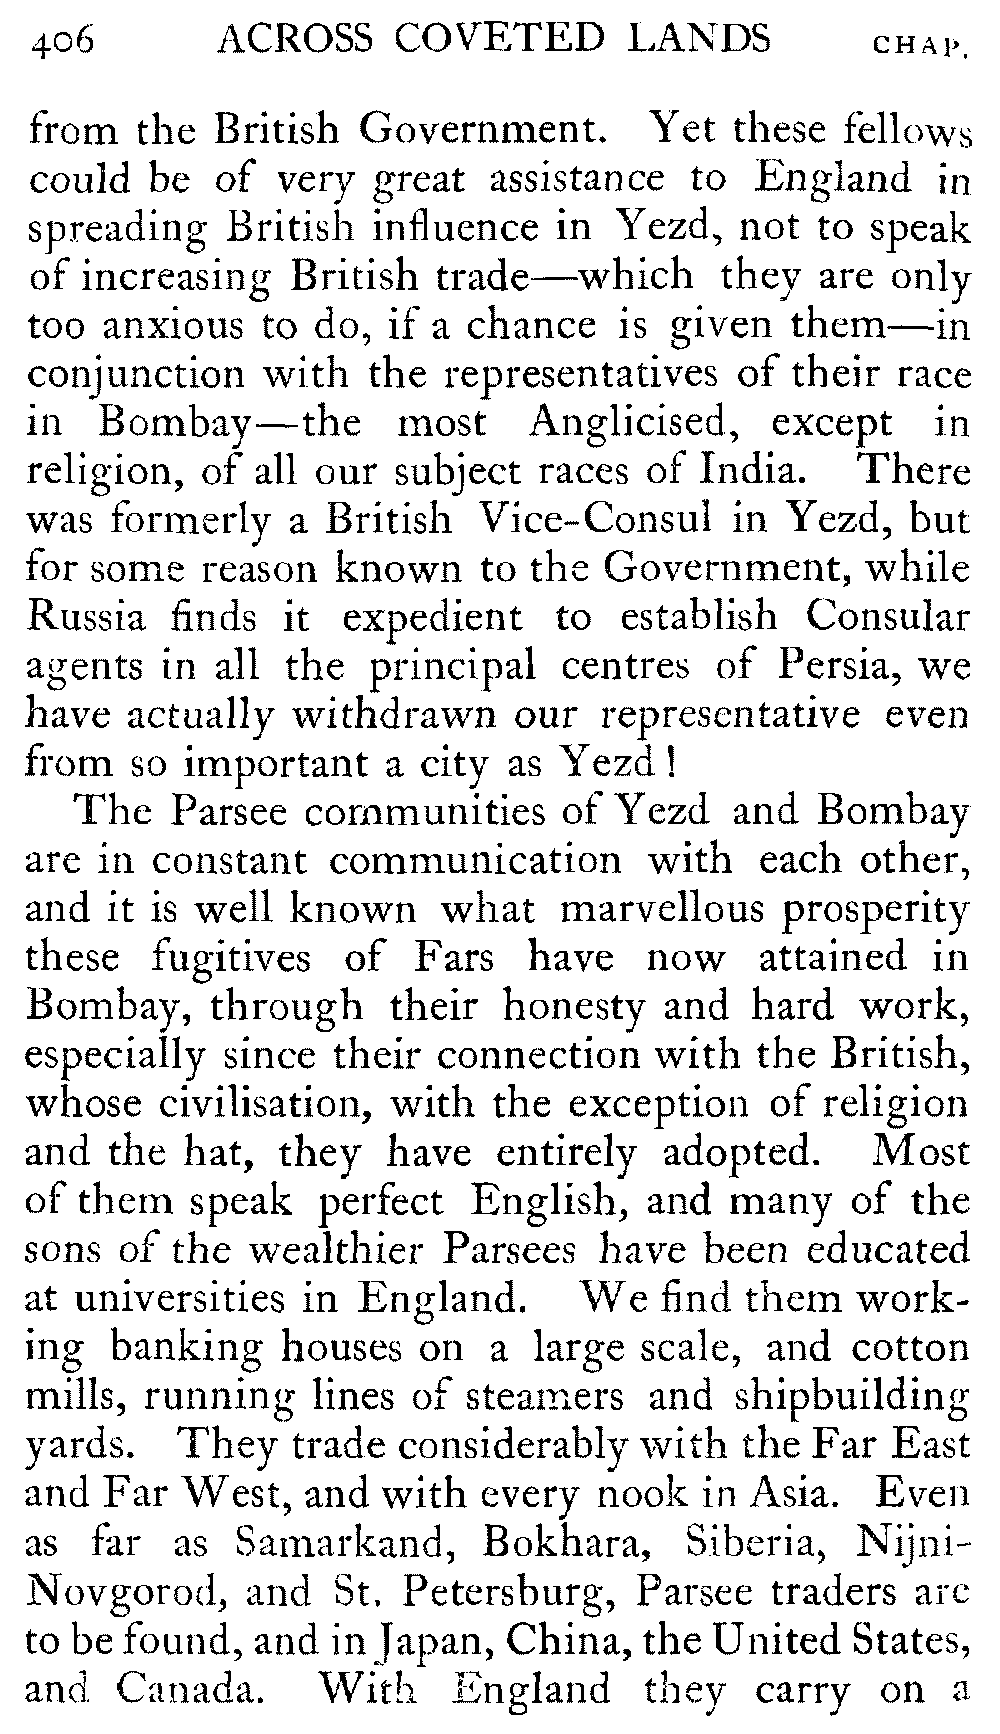 406 ACROSS COVETED LANDS CHAP.
from the British Government. Yet these fellows
could be of very great assistance to England in
spreading British influence in Yezd, not to speak
of increasing British trade—which they are only
too anxious to do, if a chance is given them—in
conjunction with the representatives of their race
in Bombay—the most Anglicised, except in
religion, of all our subject races of India. There
was formerly a British Vice-Consul in Yezd, but
for some reason known to the Government, while
Russia finds it expedient to establish Consular
agents in all the principal centres of Persia, we
have actually withdrawn our representative even
from so important a city as Yezd!
The Parsee communities of Yezd and Bombay
are in constant communication with each other,
and it is well known what marvellous prosperity
these fugitives of Fars have now attained in
Bombay, through their honesty and hard work,
especially since their connection with the British,
whose civilisation, with the exception of religion
and the hat, they have entirely adopted. Most
of them speak perfect English, and many of the
sons of the wealthier Parsees have been educated
at universities in England. We find them work-
ing banking houses on a large scale, and cotton
mills, running lines of steamers and shipbuilding
yards. They trade considerably with the Far East
and Far West, and with every nook in Asia. Even
as far as Samarkand, Bokhara, Siberia, Nijni-
Novgorod, and St. Petersburg, Parsee traders are
to be found, and in Japan, China, the United States,
and Canada. With England they carry on a